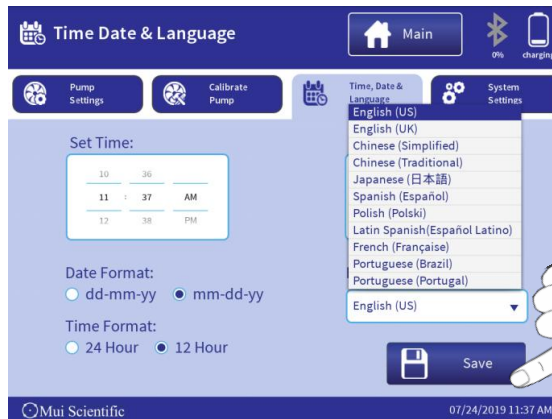 Time Date & Language
Main
0%
charging
Pump
Settings
Calibrate
Pump
Time, Date &
Language
System
Settings
Set Time:
10 36
11 : 37 AM
12 38 PM
Date Format:
dd-mm-yy mm-dd-yy
Time Format:
24 Hour 12 Hour
English (US)
English (UK)
Chinese (Simplified)
Chinese (Traditional)
Japanese (日本語)
Spanish (Español)
Polish (Polski)
Latin Spanish(Español Latino)
French (Française)
Portuguese (Brazil)
Portuguese (Portugal)
English (US)
Save
Mui Scientific
07/24/2019 11:37 AM